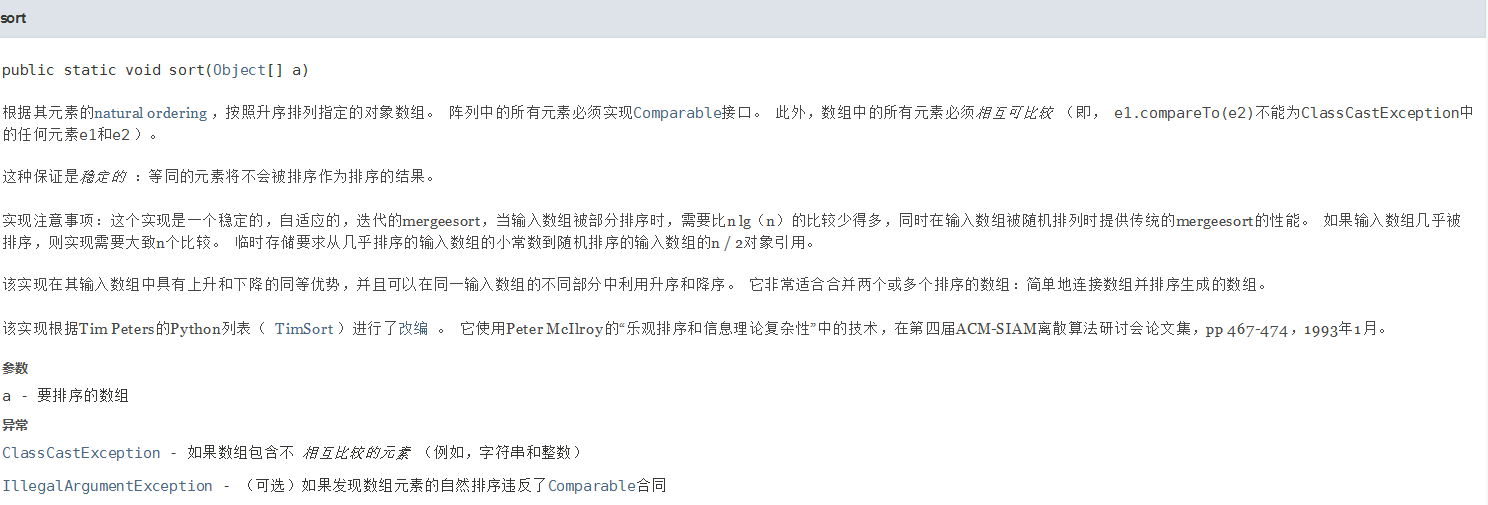 sort
public static void sort(Object[] a)
根据其元素的natural ordering ，按照升序排列指定的对象数组。 阵列中的所有元素必须实现Comparable接口。 此外，数组中的所有元素必须相互可比较 （即， e1.compareTo(e2)不能为ClassCastException中
的任何元素e1和e2 ）。
这种保证是稳定的 ：等同的元素将不会被排序作为排序的结果。
实现注意事项：这个实现是一个稳定的，自适应的，迭代的mergeesort，当输入数组被部分排序时，需要比n lg（n）的比较少得多，同时在输入数组被随机排列时提供传统的mergeesort的性能。 如果输入数组几乎被
排序，则实现需要大致n个比较。 临时存储要求从几乎排序的输入数组的小常数到随机排序的输入数组的n / 2对象引用。
该实现在其输入数组中具有上升和下降的同等优势，并且可以在同一输入数组的不同部分中利用升序和降序。 它非常适合合并两个或多个排序的数组：简单地连接数组并排序生成的数组。
该实现根据Tim Peters的Python列表（ TimSort ）进行了改编 。 它使用Peter McIlroy的“乐观排序和信息理论复杂性”中的技术，在第四届ACM-SIAM离散算法研讨会论文集，pp 467-474，1993年1月。
参数
a - 要排序的数组
异常
ClassCastException - 如果数组包含不 相互比较的元素 （例如，字符串和整数）
IllegalArgumentException - （可选）如果发现数组元素的自然排序违反了Comparable合同